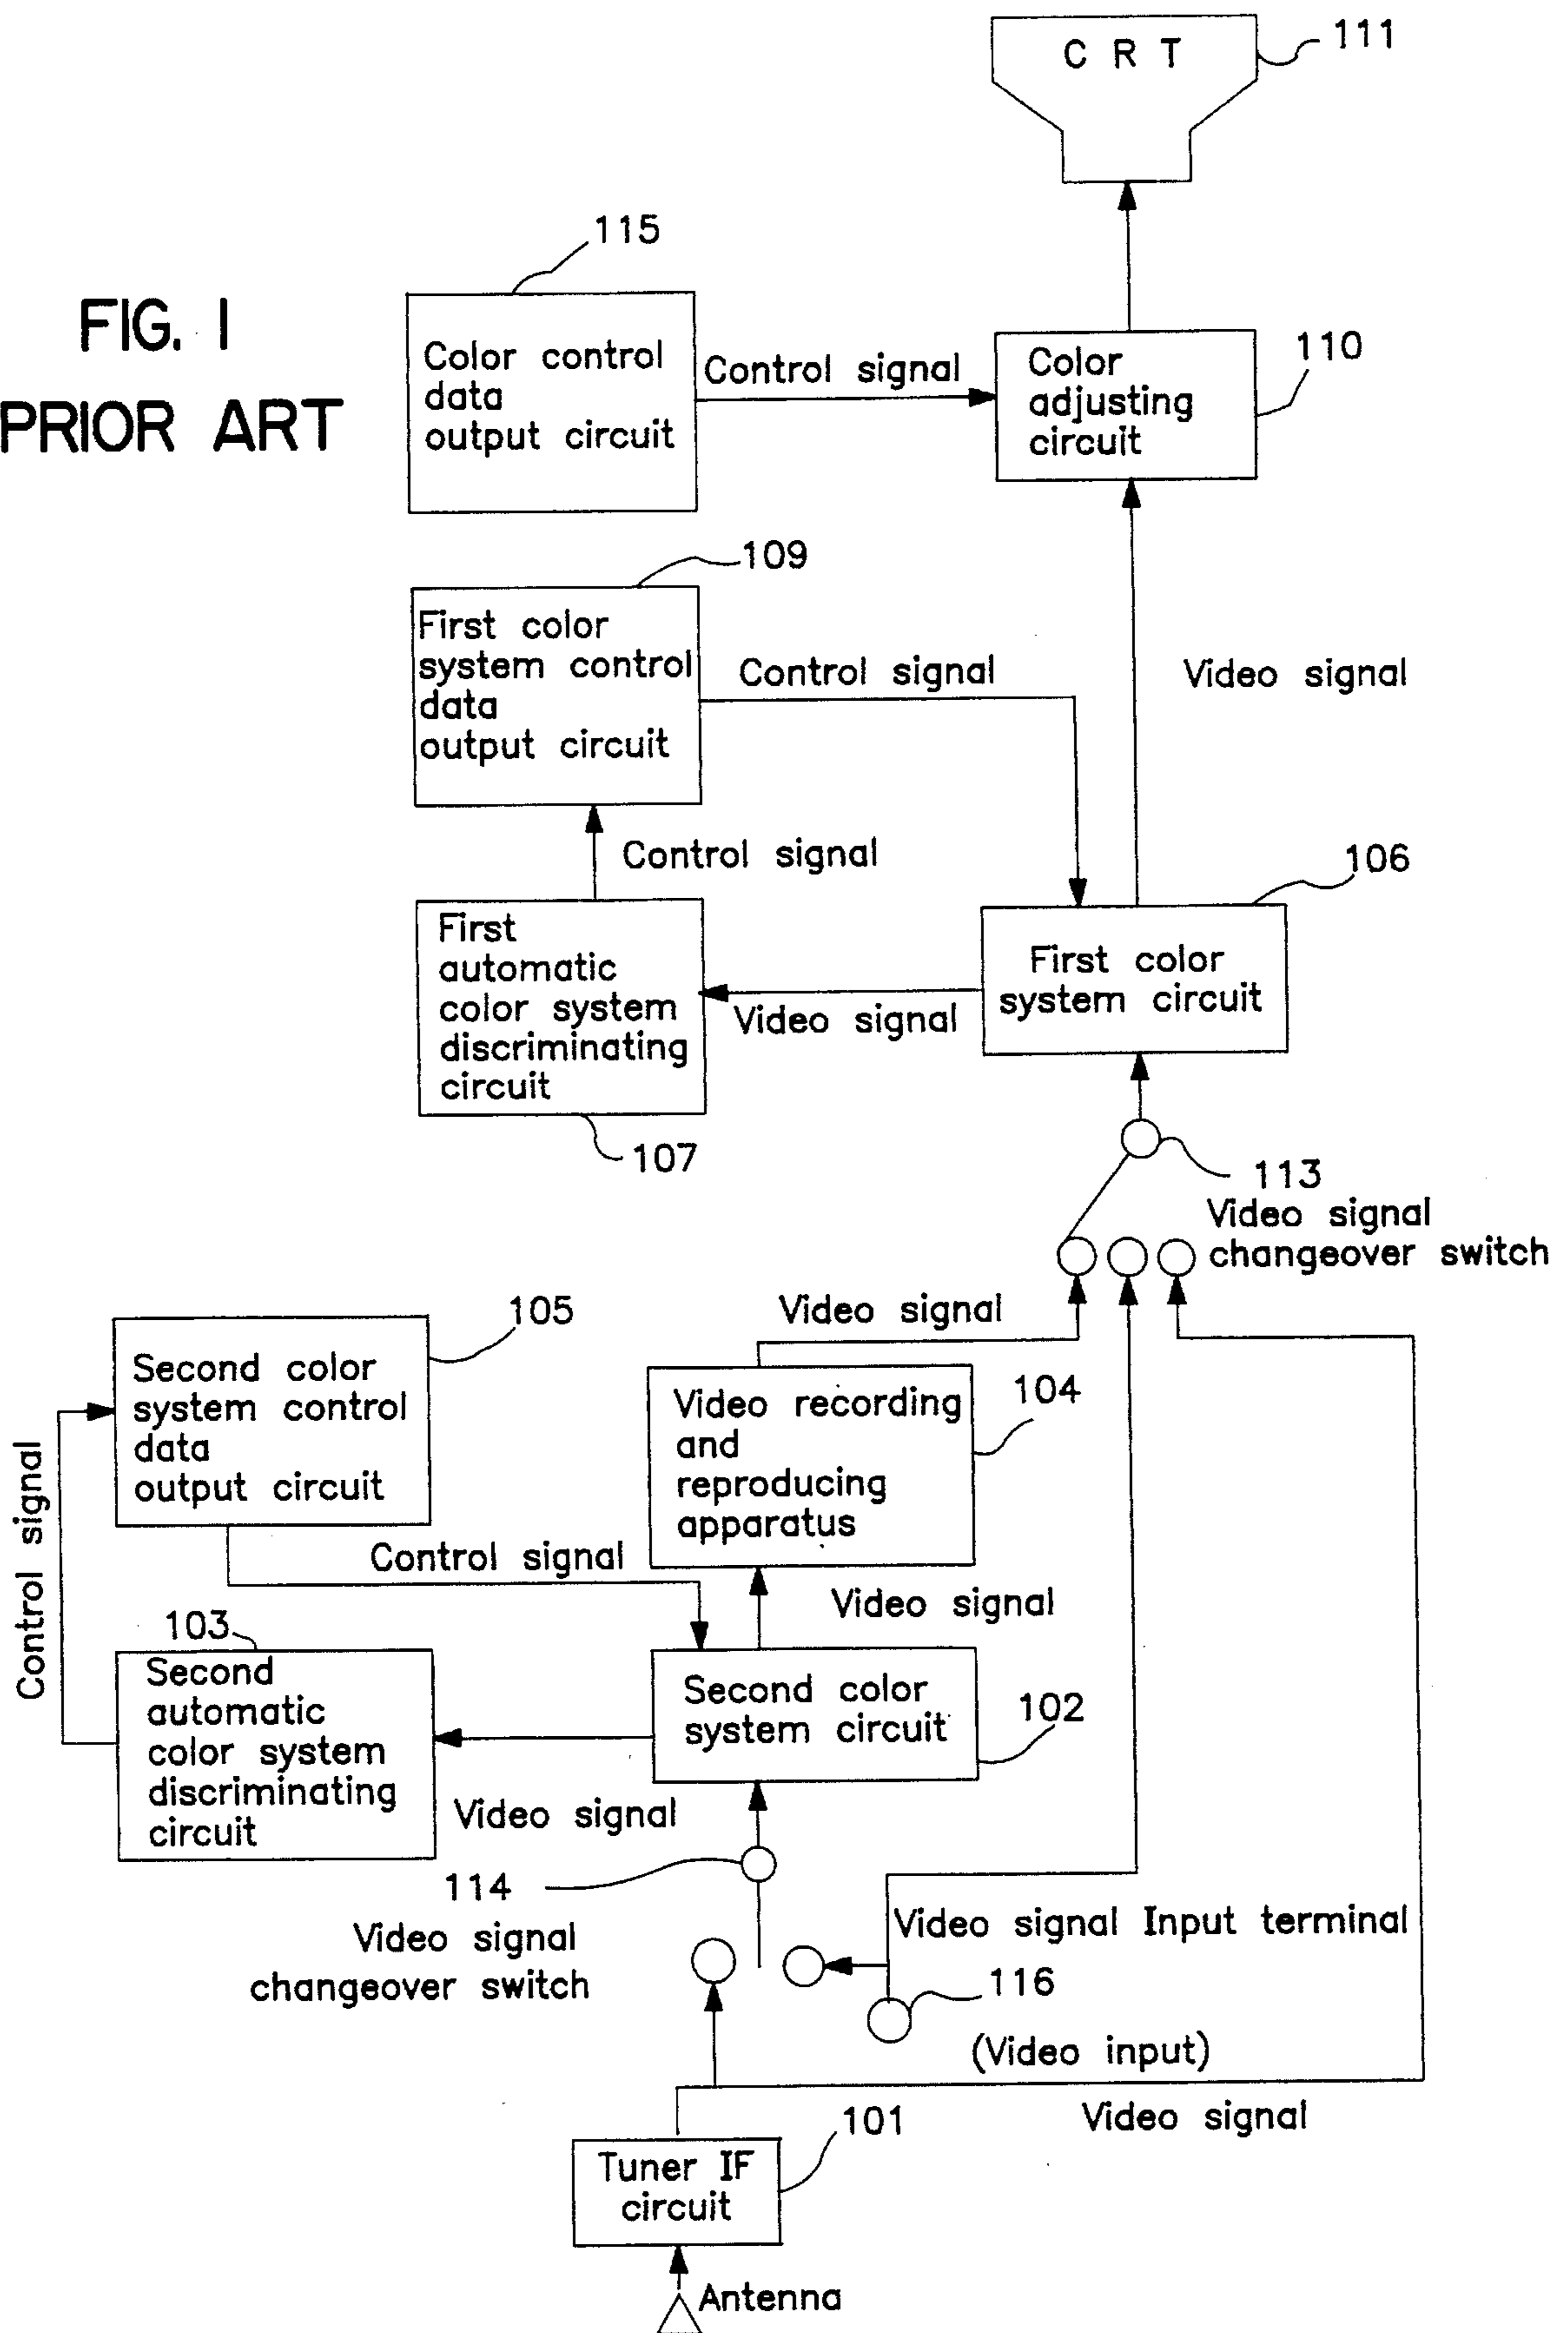 C R T
111
115
FIG. 1
PRIOR ART
Color control
data
output circuit
Control signal
Color
adjusting
circuit
110
109
First color
system control
data
output circuit
Control signal
Video signal
Control signal
106
First
automatic
color system
discriminating
circuit
Video signal
First color
system circuit
107
113
Video signal
changeover switch
105
Video signal
Second color
system control
data
output circuit
Video recording
and
reproducing
apparatus
104
Control signal
Control signal
Video signal
103
Second
automatic
color system
discriminating
circuit
Second color
system circuit
102
Video signal
114
Video signal
changeover switch
Video signal Input terminal
116
(Video input)
Video signal
101
Tuner IF
circuit
Antenna